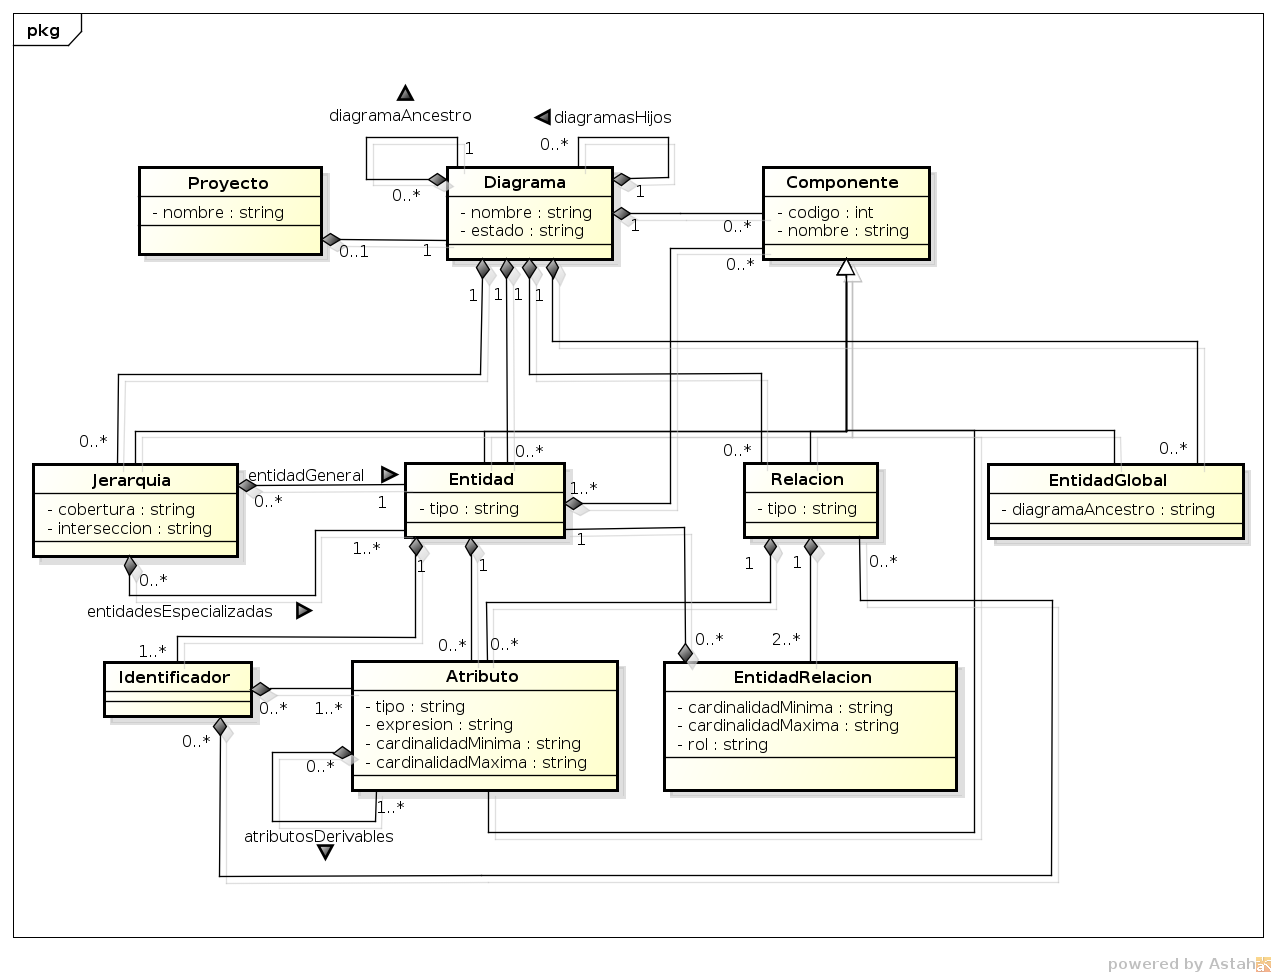 pkg
diagramaAncestro
diagramasHijos
1
0..*
0..*
1
Proyecto
- nombre : string
0..1
1
Diagrama
- nombre : string
- estado : string
1
0..*
Componente
- codigo : int
- nombre : string
0..*
1
1
1
1
0..*
0..*
0..*
0..*
Jerarquia
- cobertura : string
- interseccion : string
entidadGeneral
0..*
1
Entidad
- tipo : string
1..*
1
Relacion
- tipo : string
EntidadGlobal
- diagramaAncestro : string
1..*
0..*
entidadesEspecializadas
1
1
1
1
0..*
1..*
0..*
0..*
0..*
2..*
Identificador
0..*
1..*
0..*
Atributo
- tipo : string
- expresion : string
- cardinalidadMinima : string
- cardinalidadMaxima : string
0..*
1..*
atributosDerivables
EntidadRelacion
- cardinalidadMinima : string
- cardinalidadMaxima : string
- rol : string
powered by Astah